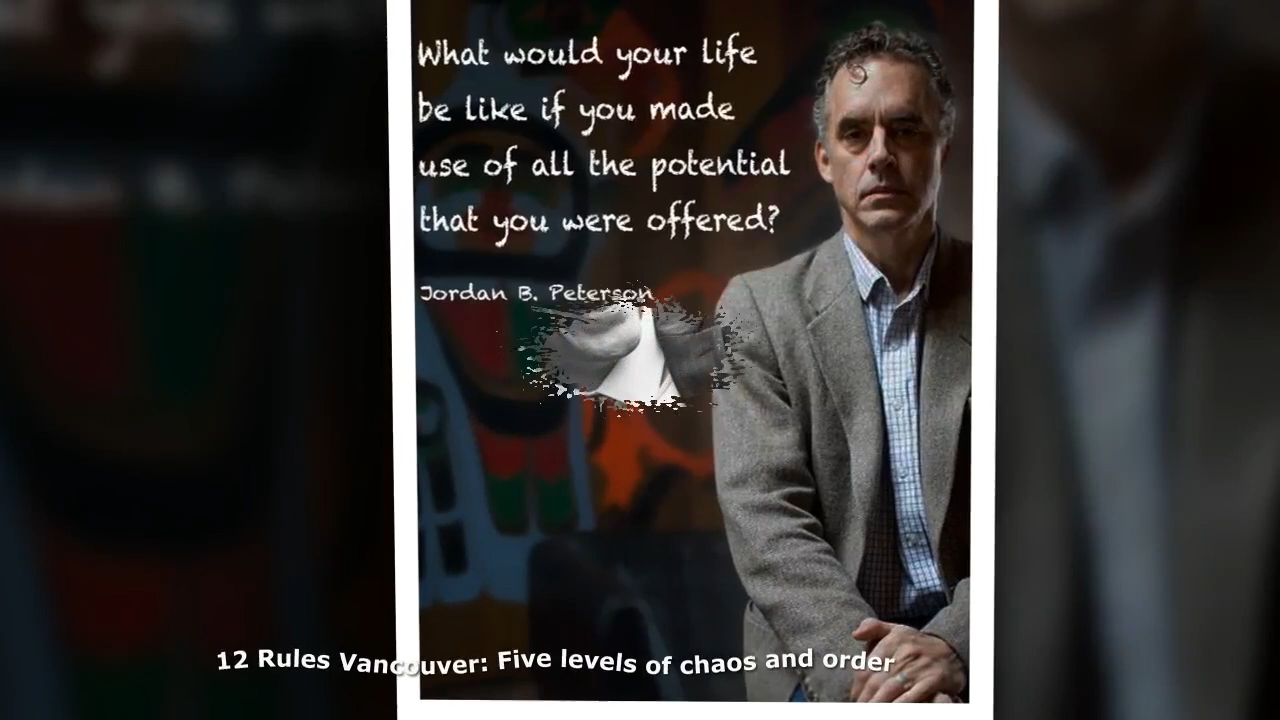 What would your life
be like if you made
use of all the potential
that you were offered?
Jordan B. Peterson
12 Rules Vancouver: Five levels of chaos and order